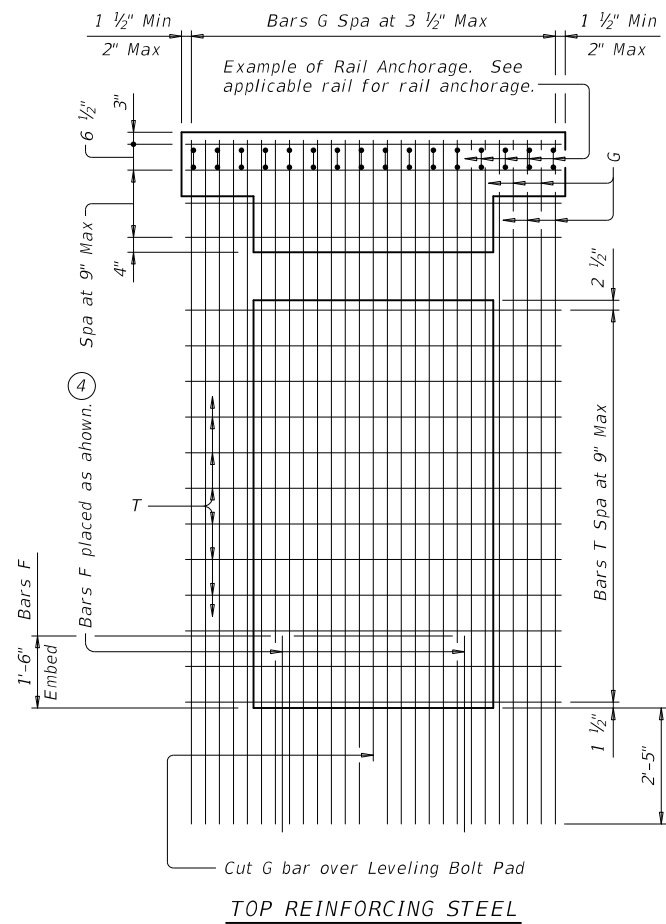 1 ½" Min
2" Max
Bars G Spa at 3 ½" Max
1 ½" Min
2" Max
Example of Rail Anchorage. See
applicable rail for rail anchorage.
3"
6 ½"
Spa at 9" Max
4"
G
2 ½"
Bars T Spa at 9" Max
1 ½"
2'-5"
4
Bars F placed as ahown.
T
Bars F
1'-6"
Embed
Cut G bar over Leveling Bolt Pad
TOP REINFORCING STEEL